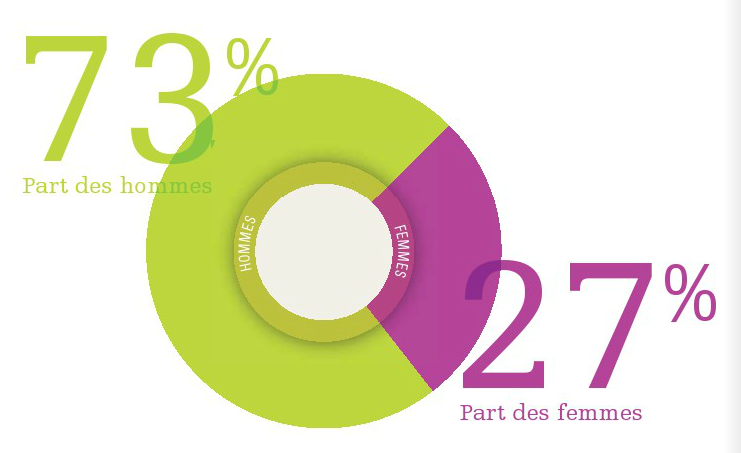 73%
Part des hommes
HOMMES
FEMMES
27%
Part des femmes